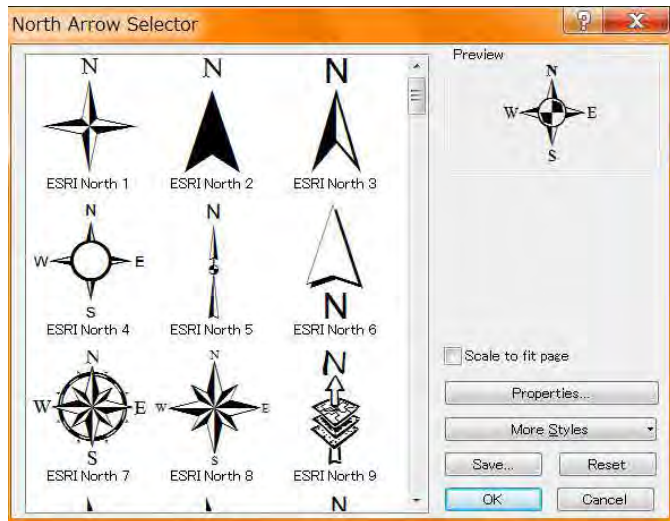 North Arrow Selector
N N N
ESRI North 1 ESRI North 2 ESRI North 3
N N
W E
S N
ESRI North 4 ESRI North 5 ESRI North 6
N N N
W E W E
S S
ESRI North 7 ESRI North 8 ESRI North 9
N
Preview
N
W E
S
Scale to fit page
Properties...
More Styles
Save... Reset
OK Cancel